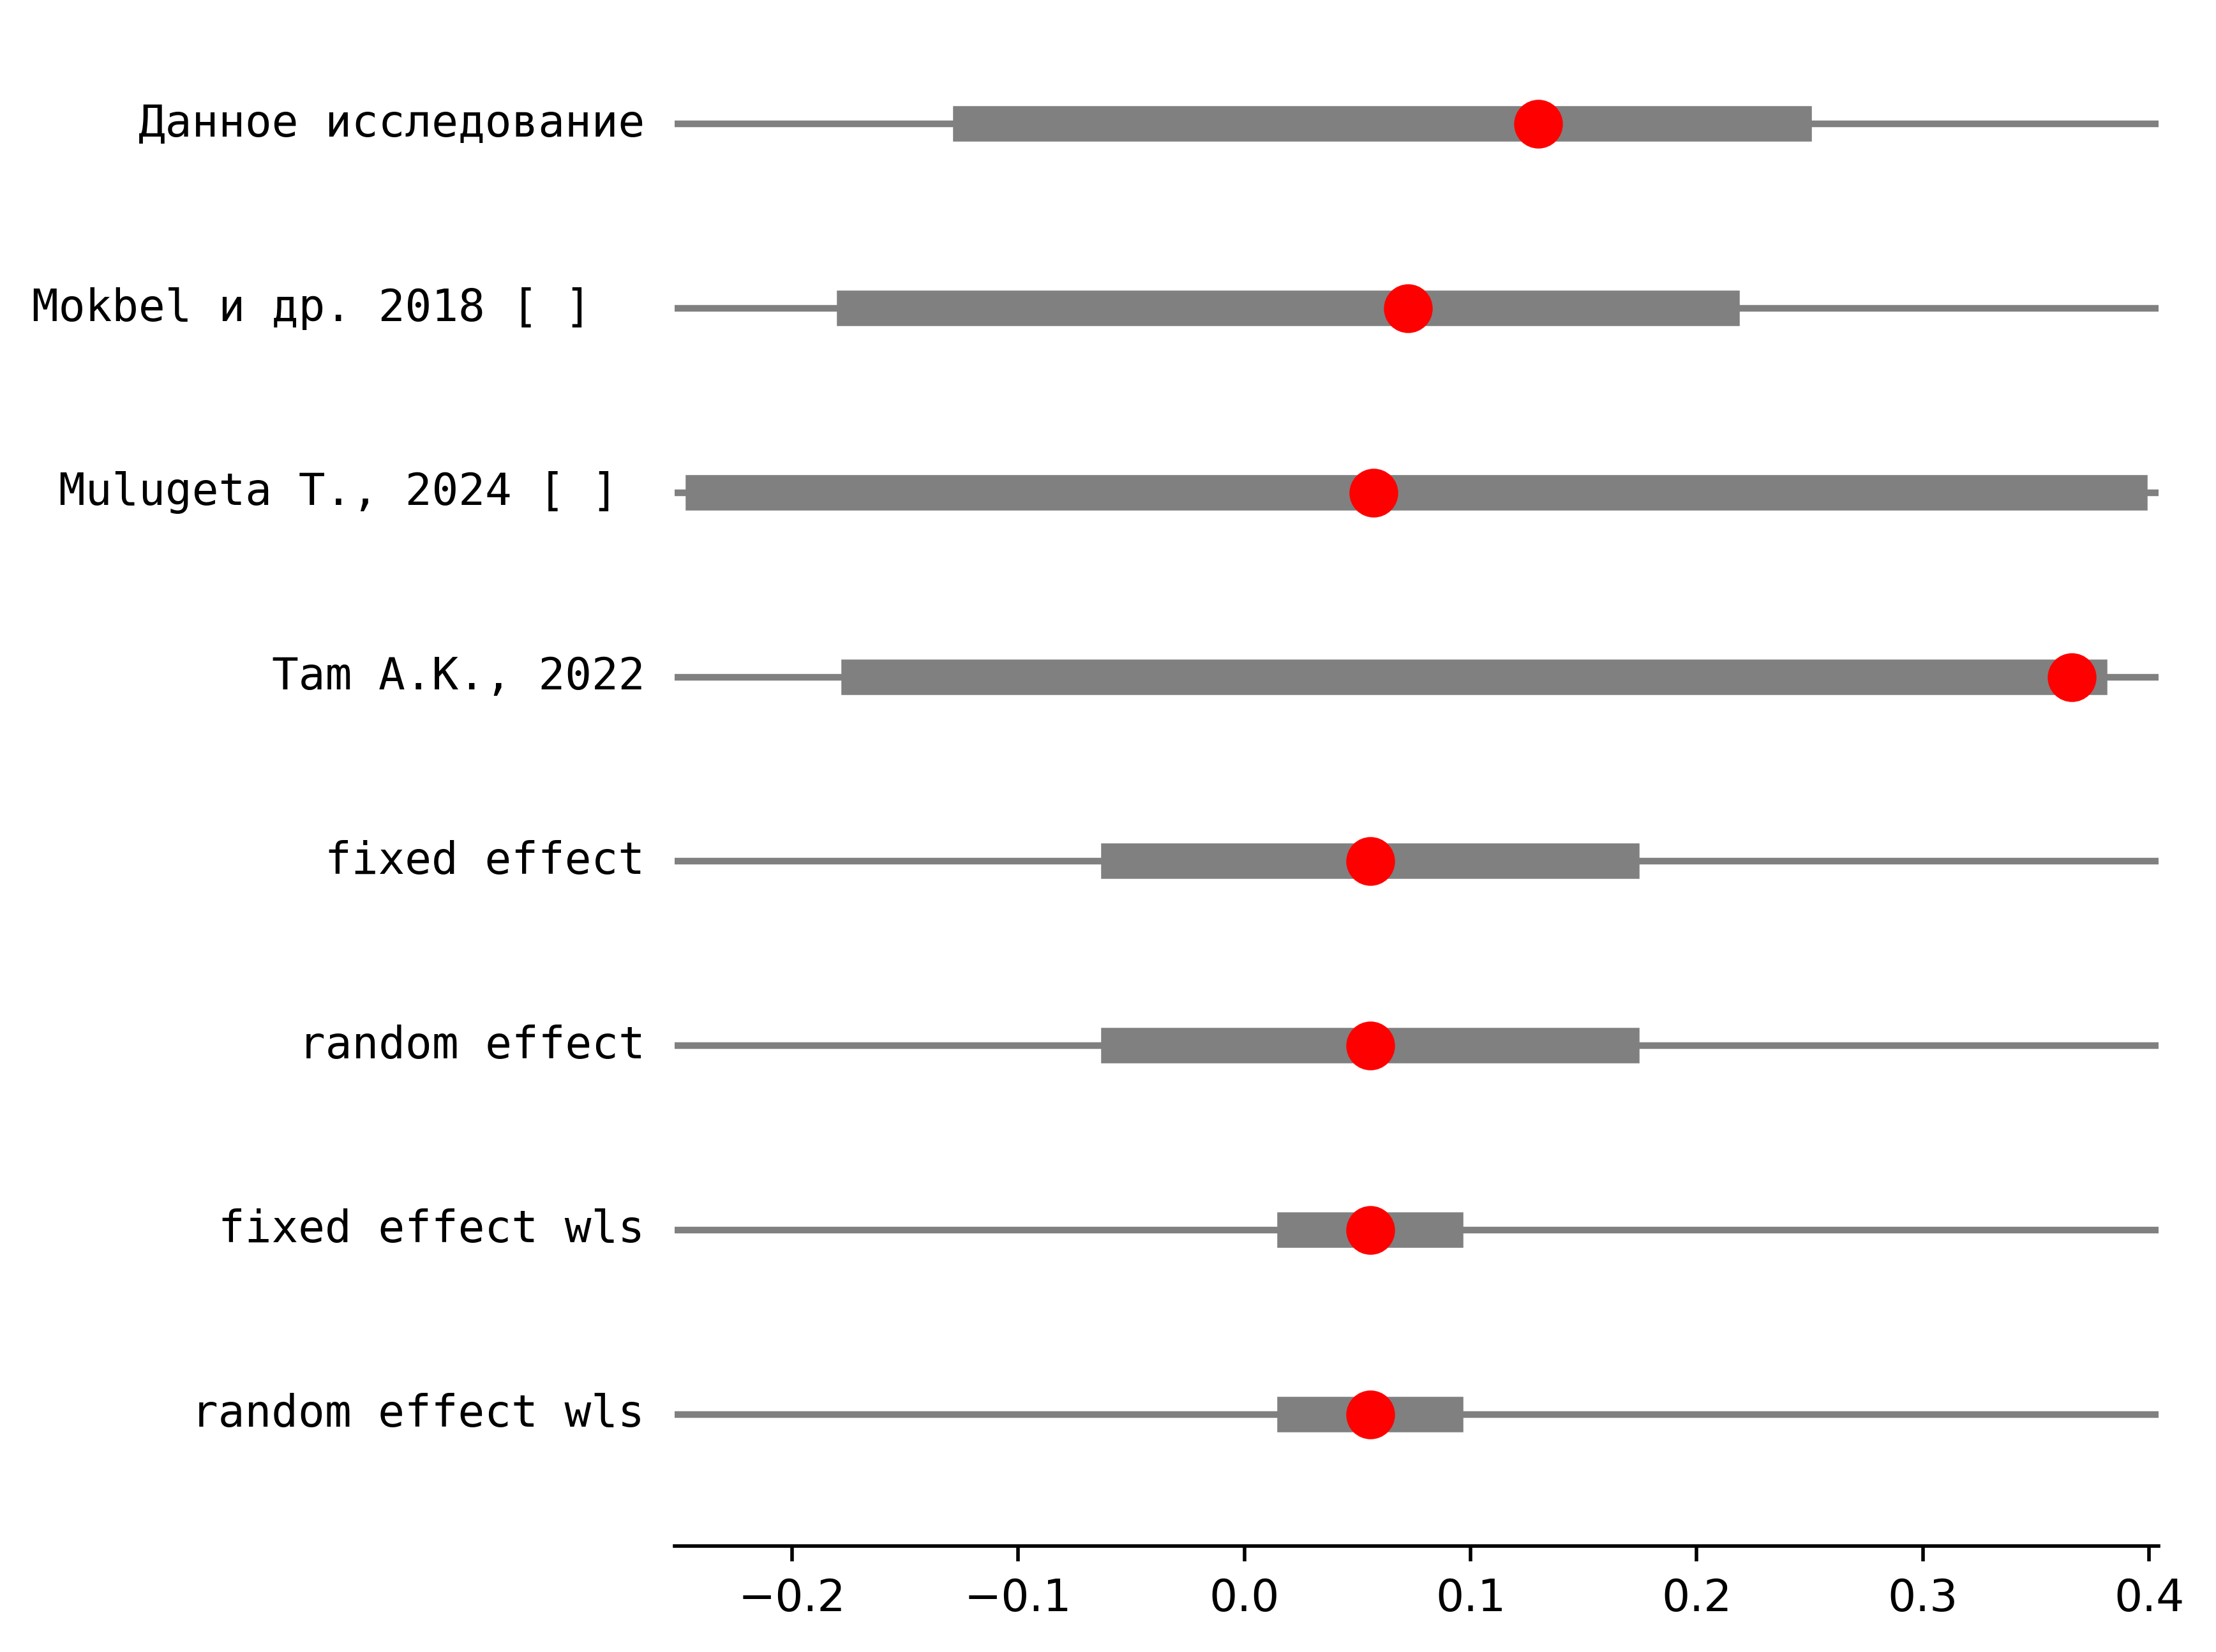 Данное исследование
Mokbel и др. 2018 [ ]
Mulugeta T., 2024 [ ]
Tam A.K., 2022
fixed effect
random effect
fixed effect wls
random effect wls
−0.2 −0.1 0.0 0.1 0.2 0.3 0.4